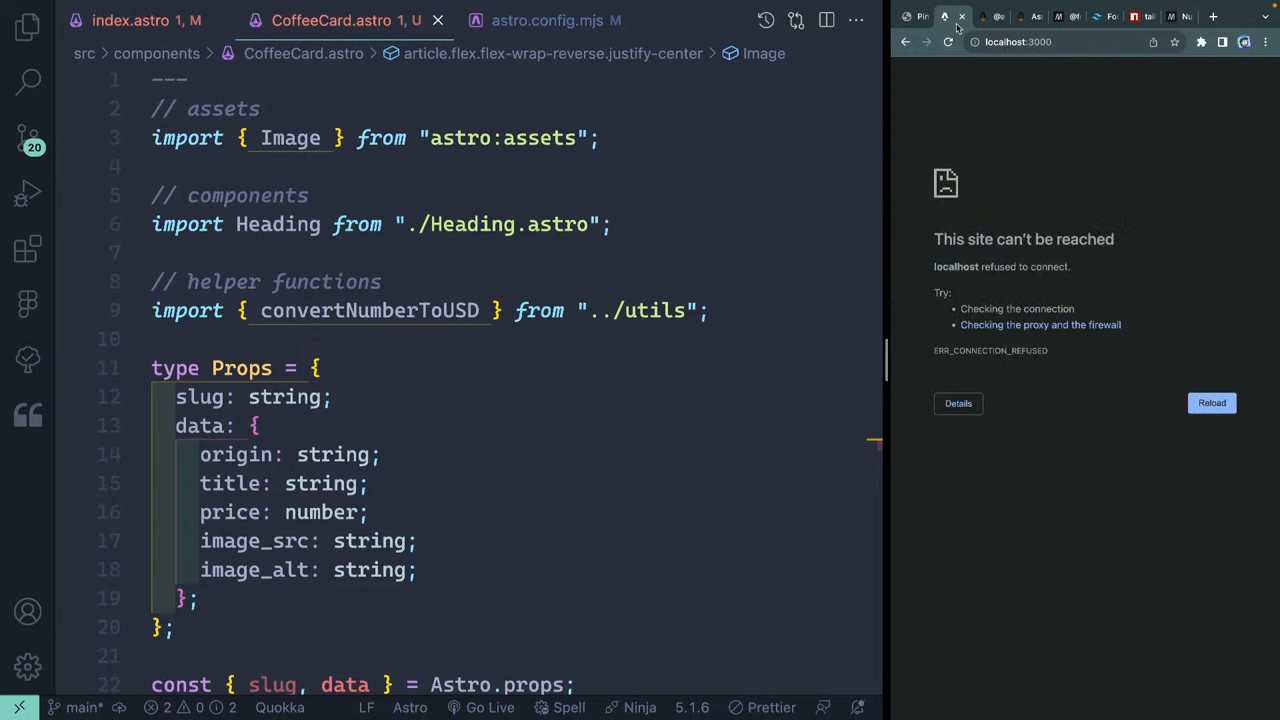 index.astro 1, M
CoffeeCard.astro 1, U
astro.config.mjs M
src > components > CoffeeCard.astro > article.flex.flex-wrap-reverse.justify-center > Image
1 ---
2 // assets
3 import { Image } from "astro:assets";
4
5 // components
6 import Heading from "./Heading.astro";
7
8 // helper functions
9 import { convertNumberToUSD } from "../utils";
10
11 type Props = {
12 slug: string;
13 data: {
14 origin: string;
15 title: string;
16 price: number;
17 image_src: string;
18 image_alt: string;
19 };
20 };
21
22 const { slug, data } = Astro.props;
20
main* 2 0 2 Quokka LF Astro Go Live Spell Ninja 5.1.6 Prettier
Pin
@a
As
@f
Fo
tail
Nu
localhost:3000
This site can't be reached
localhost refused to connect.
Try:
• Checking the connection
• Checking the proxy and the firewall
ERR_CONNECTION_REFUSED
Details
Reload